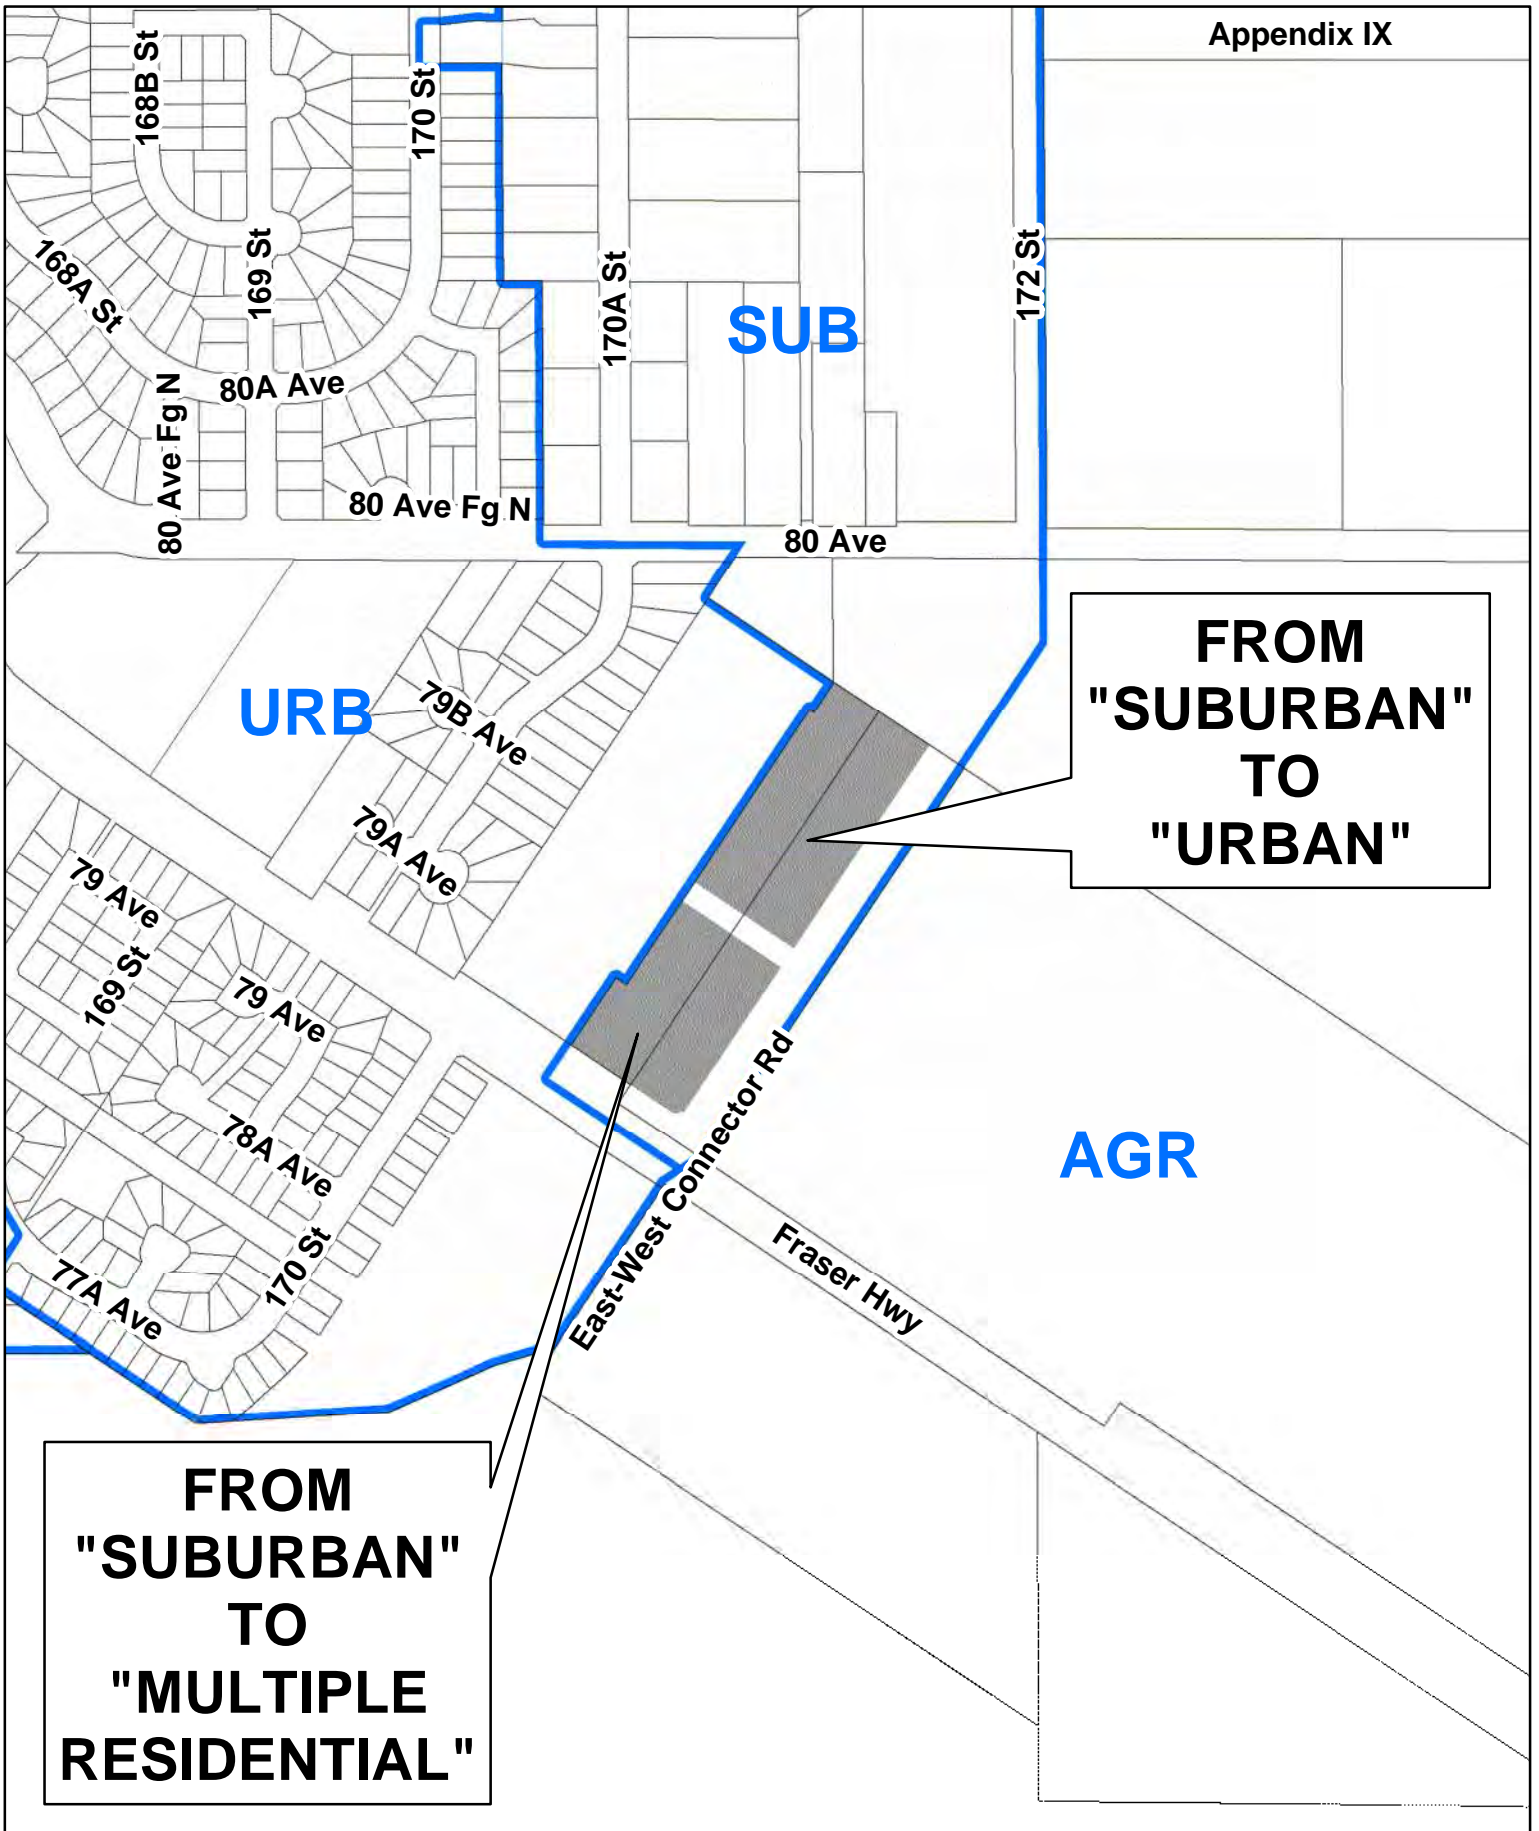 Appendix IX
168B St
170 St
168A St
169 St
170A St
SUB
172 St
80A Ave
80 Ave Fg N
80 Ave Fg N
80 Ave
FROM
"SUBURBAN"
TO
"URBAN"
URB
79B Ave
79A Ave
79 Ave
169 St
79 Ave
78A Ave
170 St
77A Ave
East-West Connector Rd
AGR
Fraser Hwy
FROM
"SUBURBAN"
TO
"MULTIPLE
RESIDENTIAL"